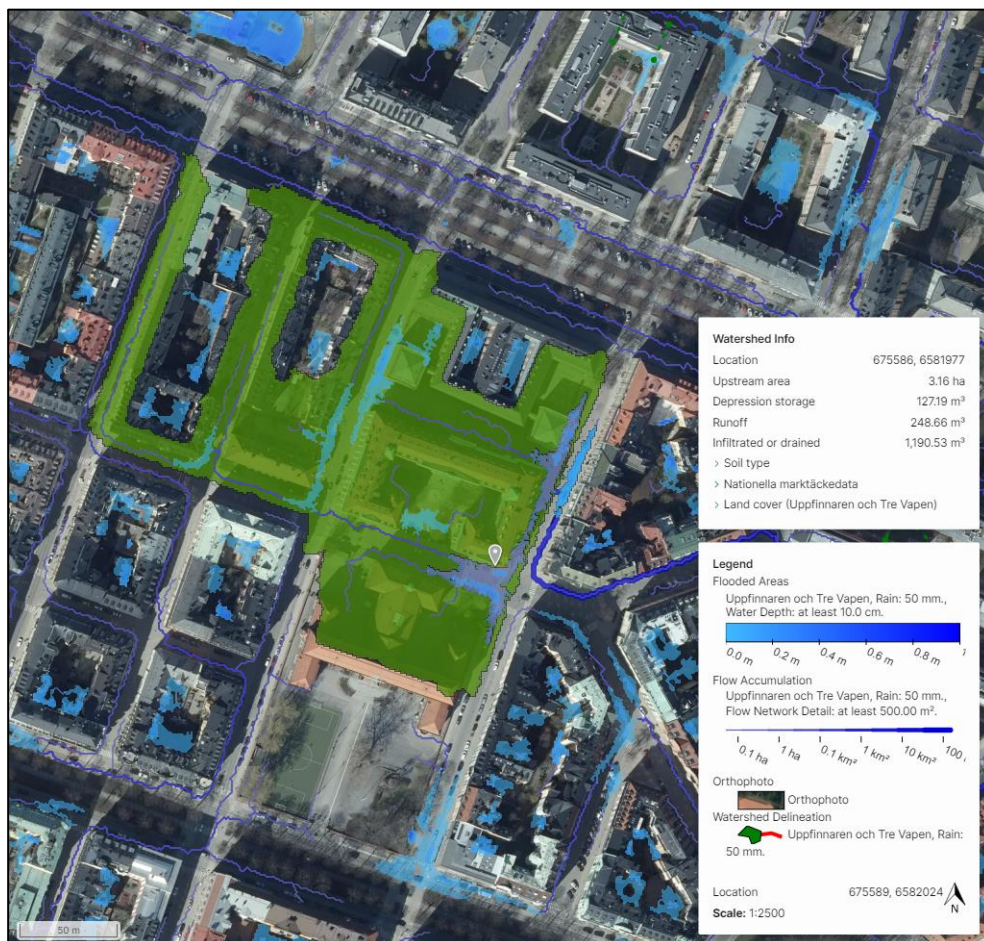 Watershed Info
Location 675586, 6581977
Upstream area 3.16 ha
Depression storage 127.19 m³
Runoff 248.66 m³
Infiltrated or drained 1,190.53 m³
> Soil type
> Nationella marktäckedata
> Land cover (Uppfinnaren och Tre Vapen)
Legend
Flooded Areas
Uppfinnaren och Tre Vapen, Rain: 50 mm.,
Water Depth: at least 10.0 cm.
0.0 m 0.2 m 0.4 m 0.6 m 0.8 m 1
Flow Accumulation
Uppfinnaren och Tre Vapen, Rain: 50 mm.,
Flow Network Detail: at least 500.00 m².
0.1 ha 1 ha 0.1 km² 1 km² 10 km² 100
Orthophoto
Orthophoto
Watershed Delineation
Uppfinnaren och Tre Vapen, Rain:
50 mm.
Location 675589, 6582024
Scale: 1:2500
N
50 m